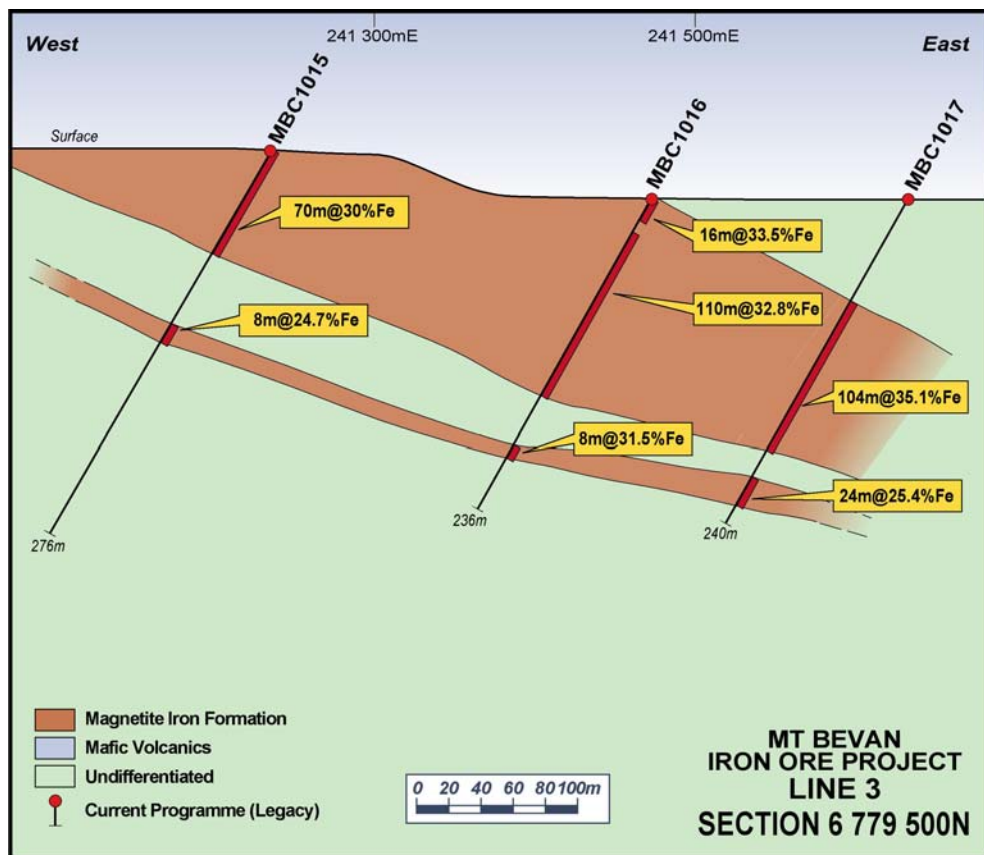 241 300mE
241 500mE
West
East
MBC1015
MBC1016
MBC1017
Surface
70m@30%Fe
16m@33.5%Fe
110m@32.8%Fe
8m@24.7%Fe
104m@35.1%Fe
8m@31.5%Fe
24m@25.4%Fe
276m
236m
240m
Magnetite Iron Formation
Mafic Volcanics
Undifferentiated
Current Programme (Legacy)
0 20 40 60 80 100m
MT BEVAN
IRON ORE PROJECT
LINE 3
SECTION 6 779 500N